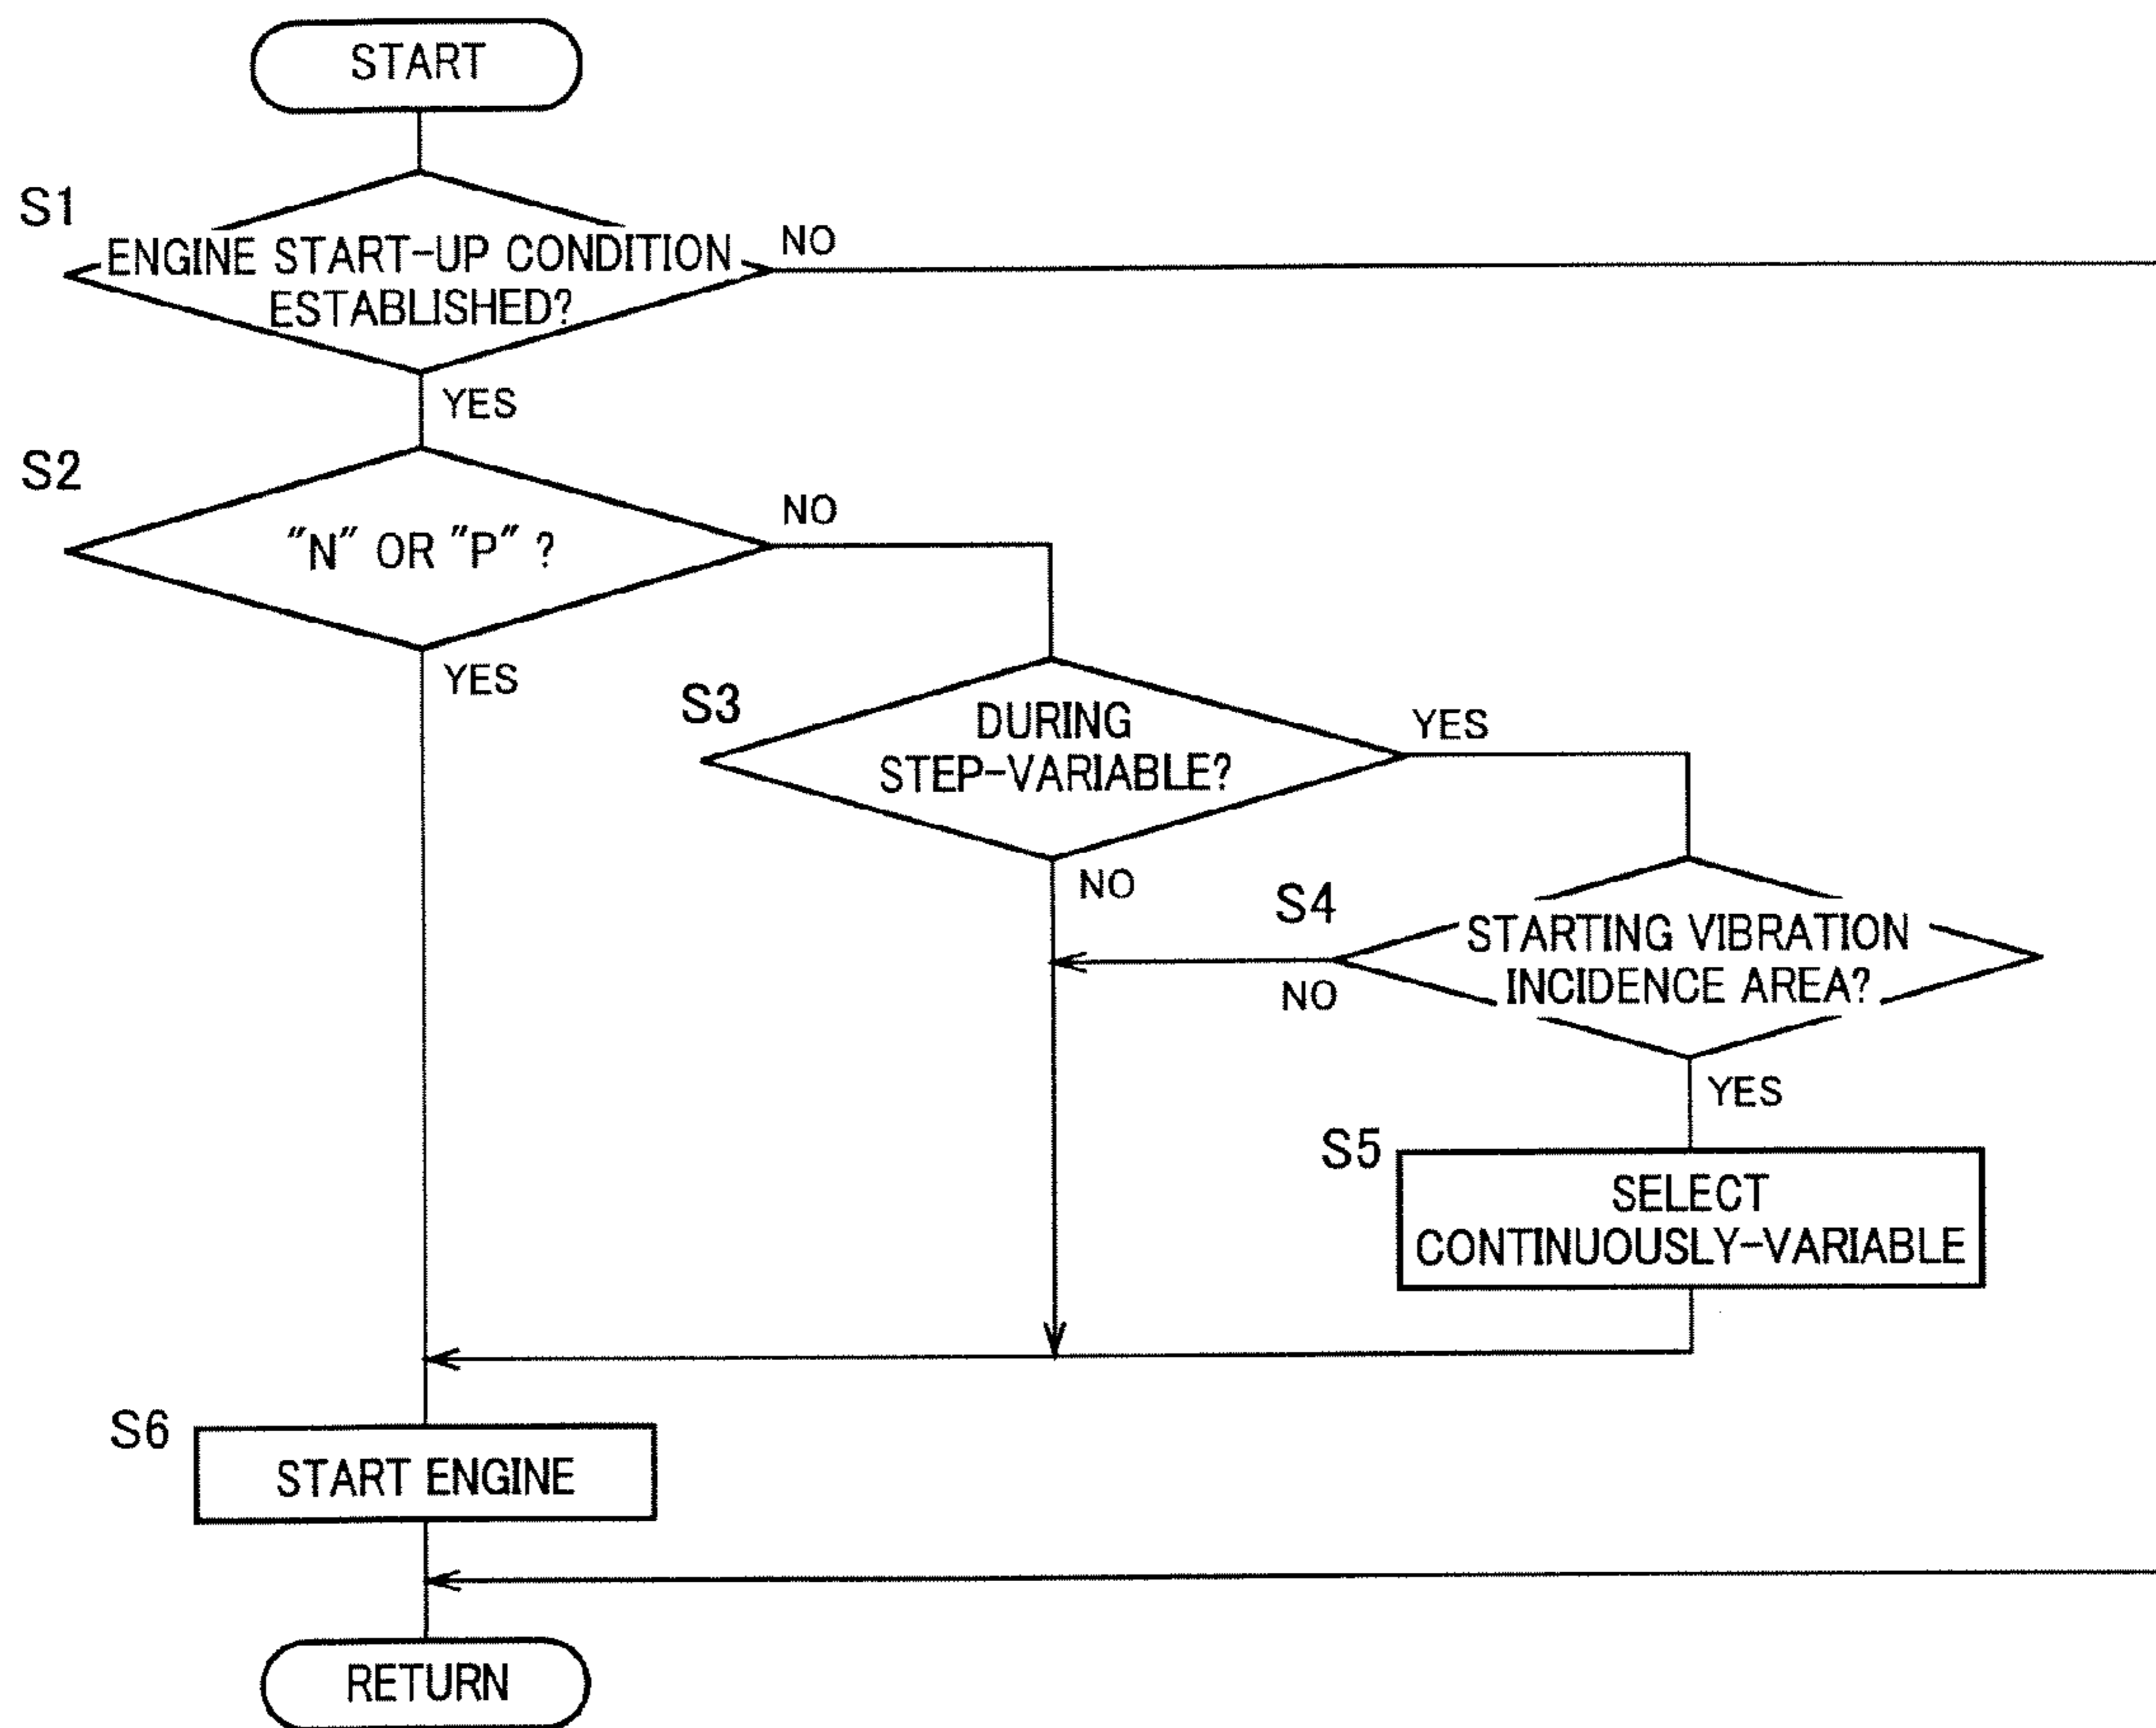 START
S1
ENGINE START-UP CONDITION
ESTABLISHED?
NO
YES
S2
"N" OR "P" ?
NO
YES
S3
DURING
STEP-VARIABLE?
YES
NO
S4
STARTING VIBRATION
INCIDENCE AREA?
NO
YES
S5
SELECT
CONTINUOUSLY-VARIABLE
S6
START ENGINE
RETURN